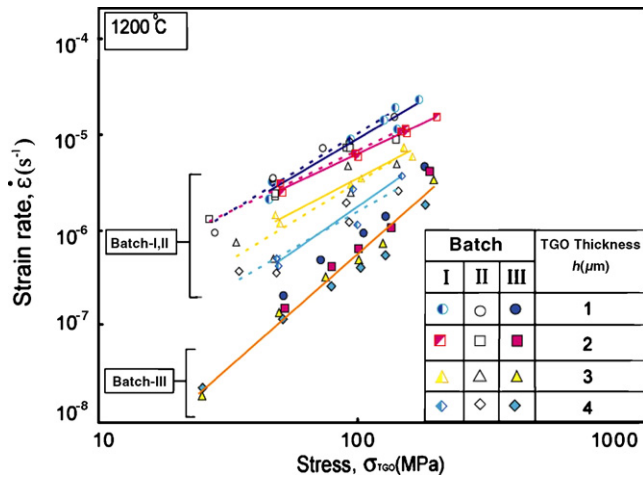 1200°C
10⁻⁴
10⁻⁵
10⁻⁶
10⁻⁷
10⁻⁸
Strain rate, ε̇(s⁻¹)
Batch-I,II
Batch-III
Batch
TGO Thickness
h(μm)
I II III
1
2
3
4
10 100 1000
Stress, σTGO(MPa)